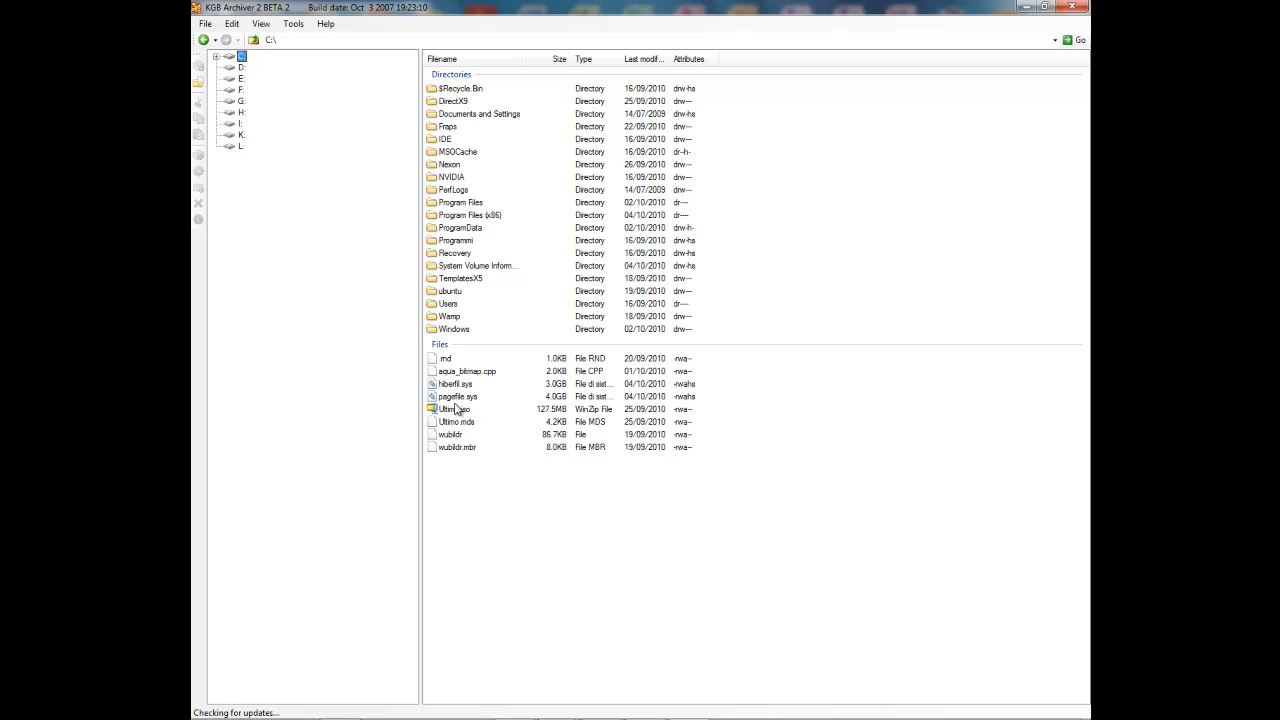 KGB Archiver 2 BETA 2 Build date: Oct 3 2007 19:23:10
File Edit View Tools Help
C:\ Go
C:
D:
E:
F:
G:
H:
I:
K:
L:
Filename Size Type Last modif... Attributes
Directories
$Recycle.Bin Directory 16/09/2010 drw-hs
DirectX9 Directory 25/09/2010 drw---
Documents and Settings Directory 14/07/2009 drw-hs
Fraps Directory 22/09/2010 drw---
IDE Directory 16/09/2010 drw---
MSOCache Directory 16/09/2010 dr--h-
Nexon Directory 26/09/2010 drw---
NVIDIA Directory 16/09/2010 drw---
PerfLogs Directory 14/07/2009 drw---
Program Files Directory 02/10/2010 dr----
Program Files (x86) Directory 04/10/2010 dr----
ProgramData Directory 02/10/2010 drw-h-
Programmi Directory 16/09/2010 drw-hs
Recovery Directory 16/09/2010 drw-hs
System Volume Inform... Directory 04/10/2010 drw-hs
TemplatesX5 Directory 18/09/2010 drw---
ubuntu Directory 19/09/2010 drw---
Users Directory 16/09/2010 dr----
Wamp Directory 18/09/2010 drw---
Windows Directory 02/10/2010 drw---
Files
.rnd 1.0KB File RND 20/09/2010 -rwa--
aqua_bitmap.cpp 2.0KB File CPP 01/10/2010 -rwa--
hiberfil.sys 3.0GB File di sist... 04/10/2010 -rwahs
pagefile.sys 4.0GB File di sist... 04/10/2010 -rwahs
127.5MB WinZip File 25/09/2010 -rwa--
Ultimo.mds 4.2KB File MDS 25/09/2010 -rwa--
wubildr 86.7KB File 19/09/2010 -rwa--
wubildr.mbr 8.0KB File MBR 19/09/2010 -rwa--
Checking for updates...